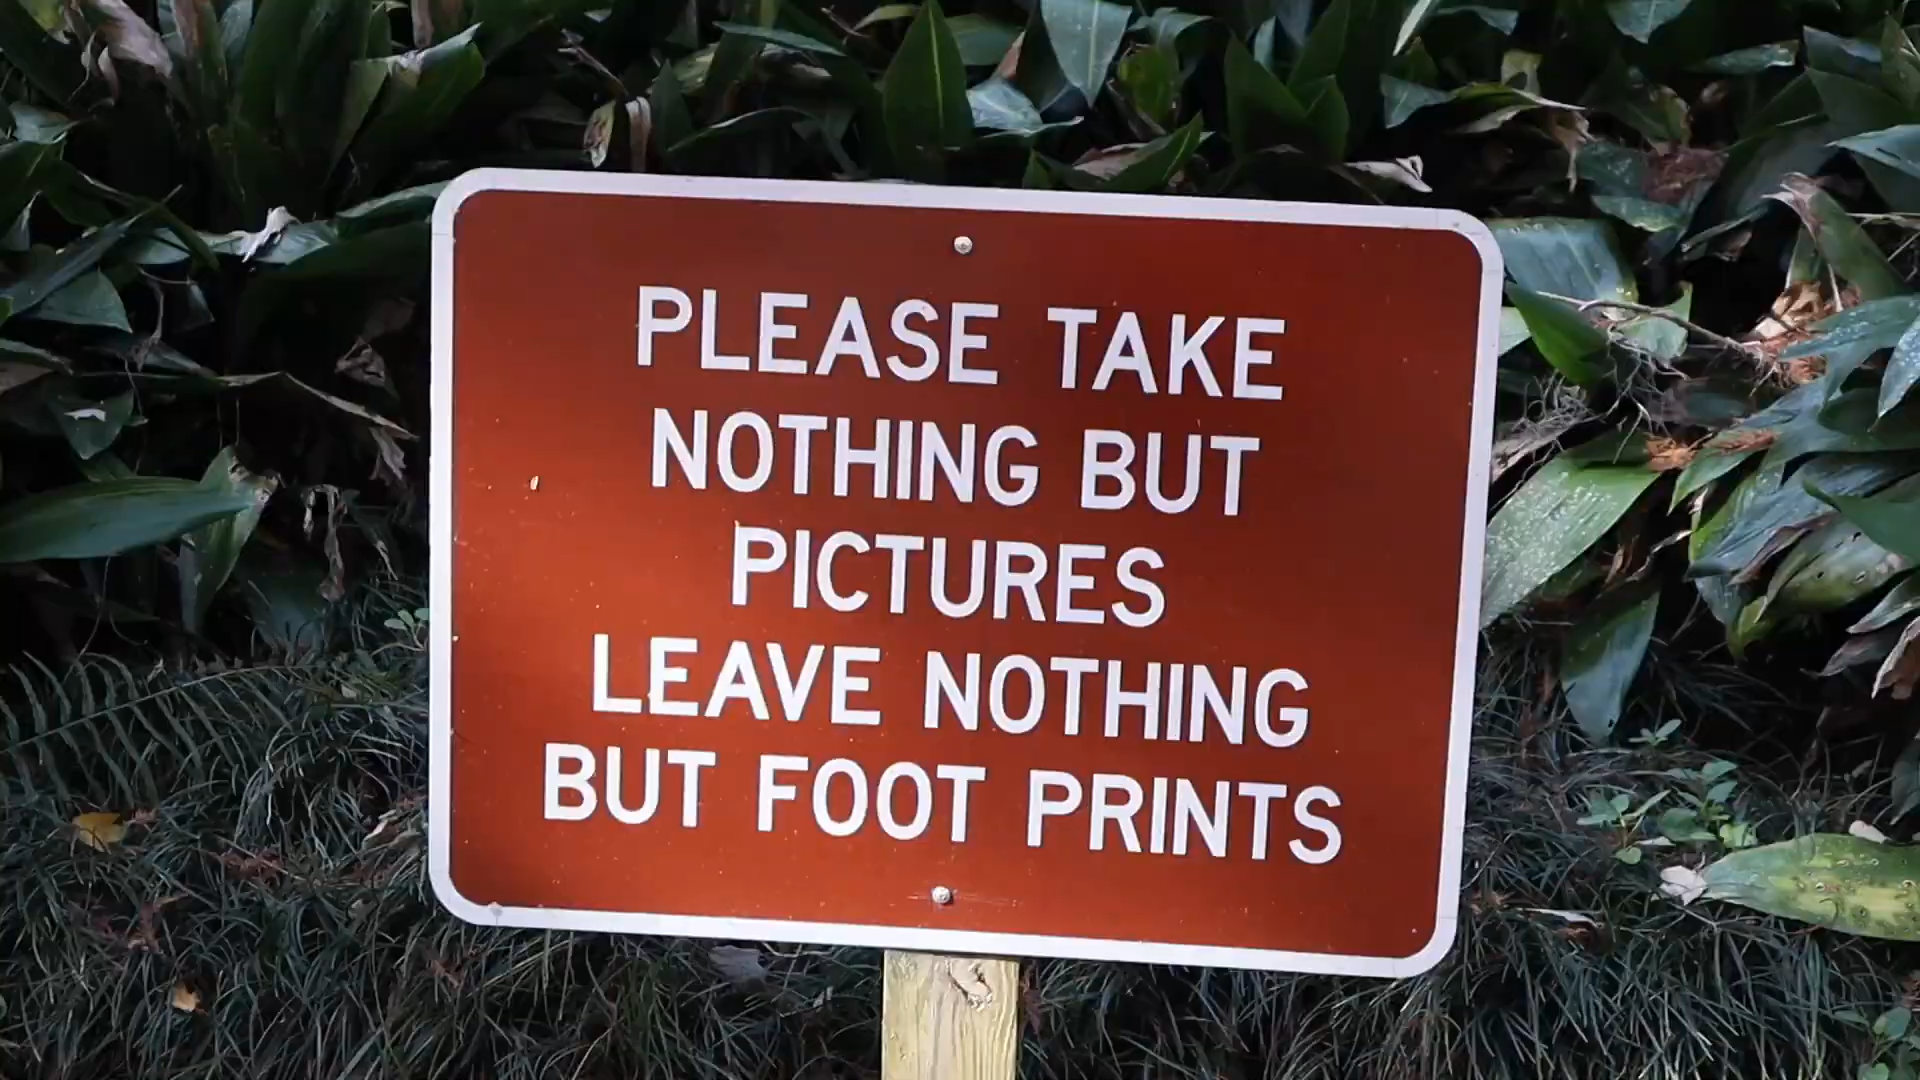 PLEASE TAKE
NOTHING BUT
PICTURES
LEAVE NOTHING
BUT FOOT PRINTS